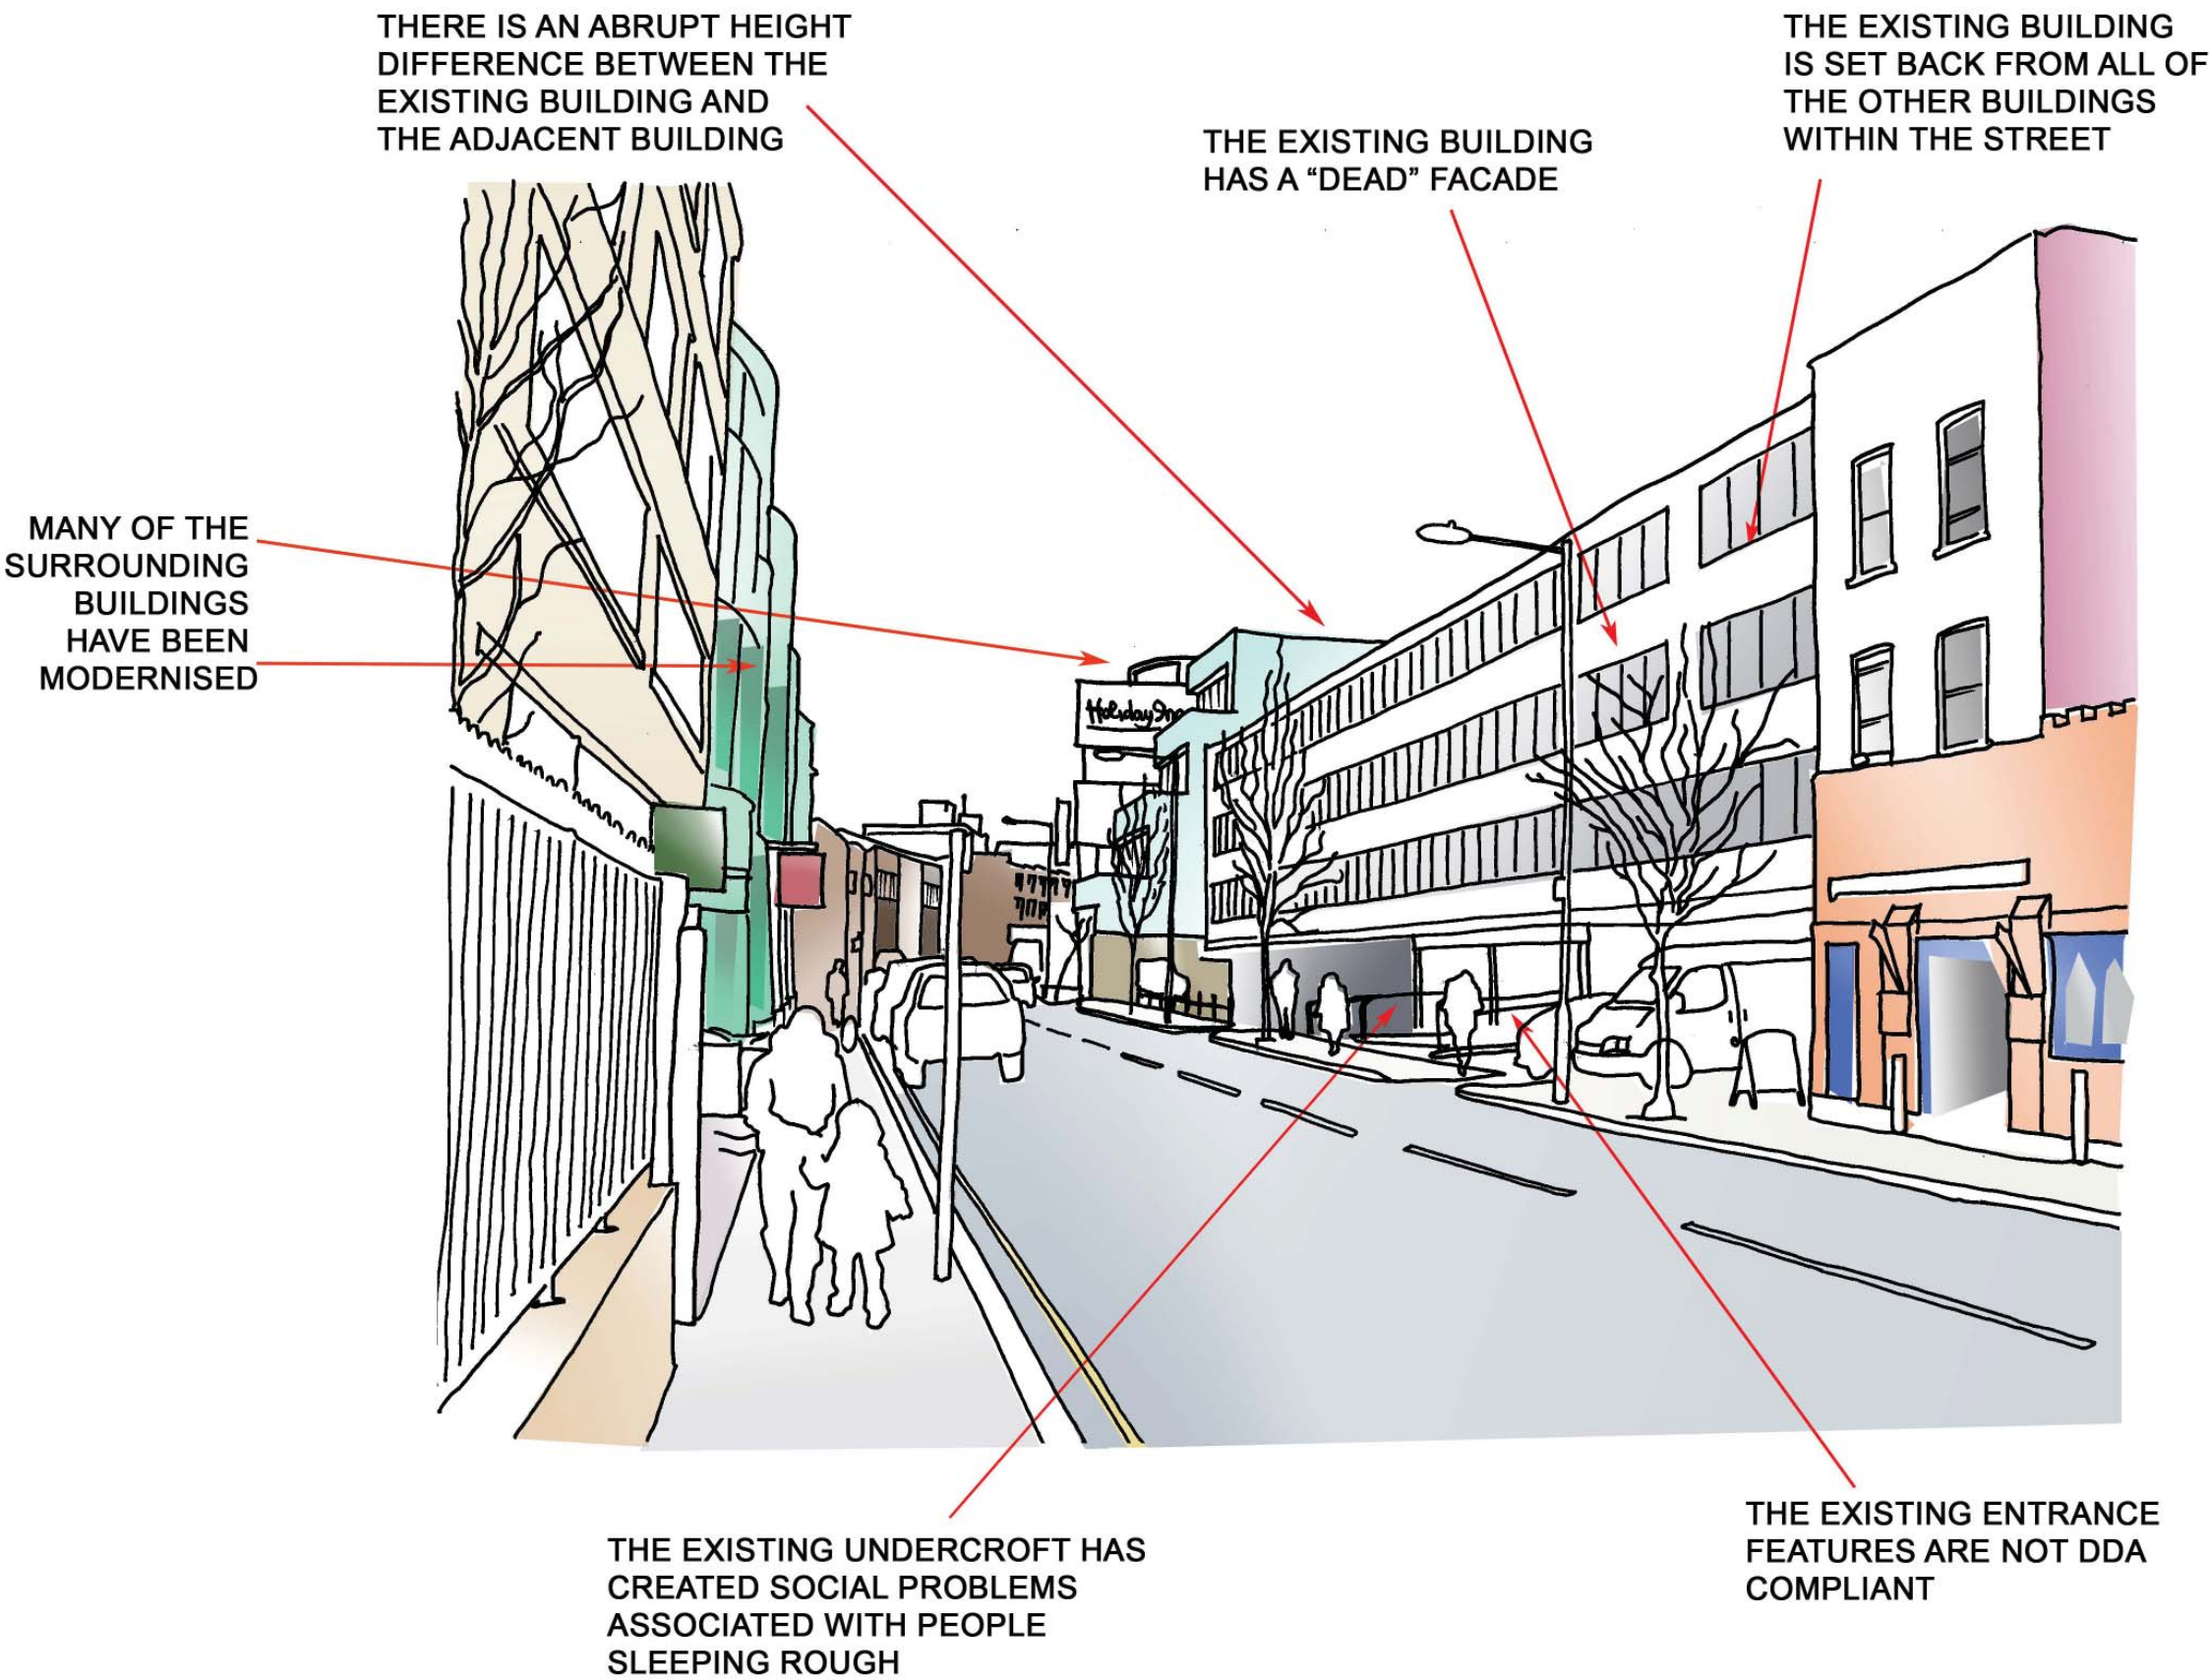 THERE IS AN ABRUPT HEIGHT
DIFFERENCE BETWEEN THE
EXISTING BUILDING AND
THE ADJACENT BUILDING
THE EXISTING BUILDING
HAS A “DEAD” FACADE
THE EXISTING BUILDING
IS SET BACK FROM ALL OF
THE OTHER BUILDINGS
WITHIN THE STREET
MANY OF THE
SURROUNDING
BUILDINGS
HAVE BEEN
MODERNISED
Holiday Inn
THE EXISTING UNDERCROFT HAS
CREATED SOCIAL PROBLEMS
ASSOCIATED WITH PEOPLE
SLEEPING ROUGH
THE EXISTING ENTRANCE
FEATURES ARE NOT DDA
COMPLIANT